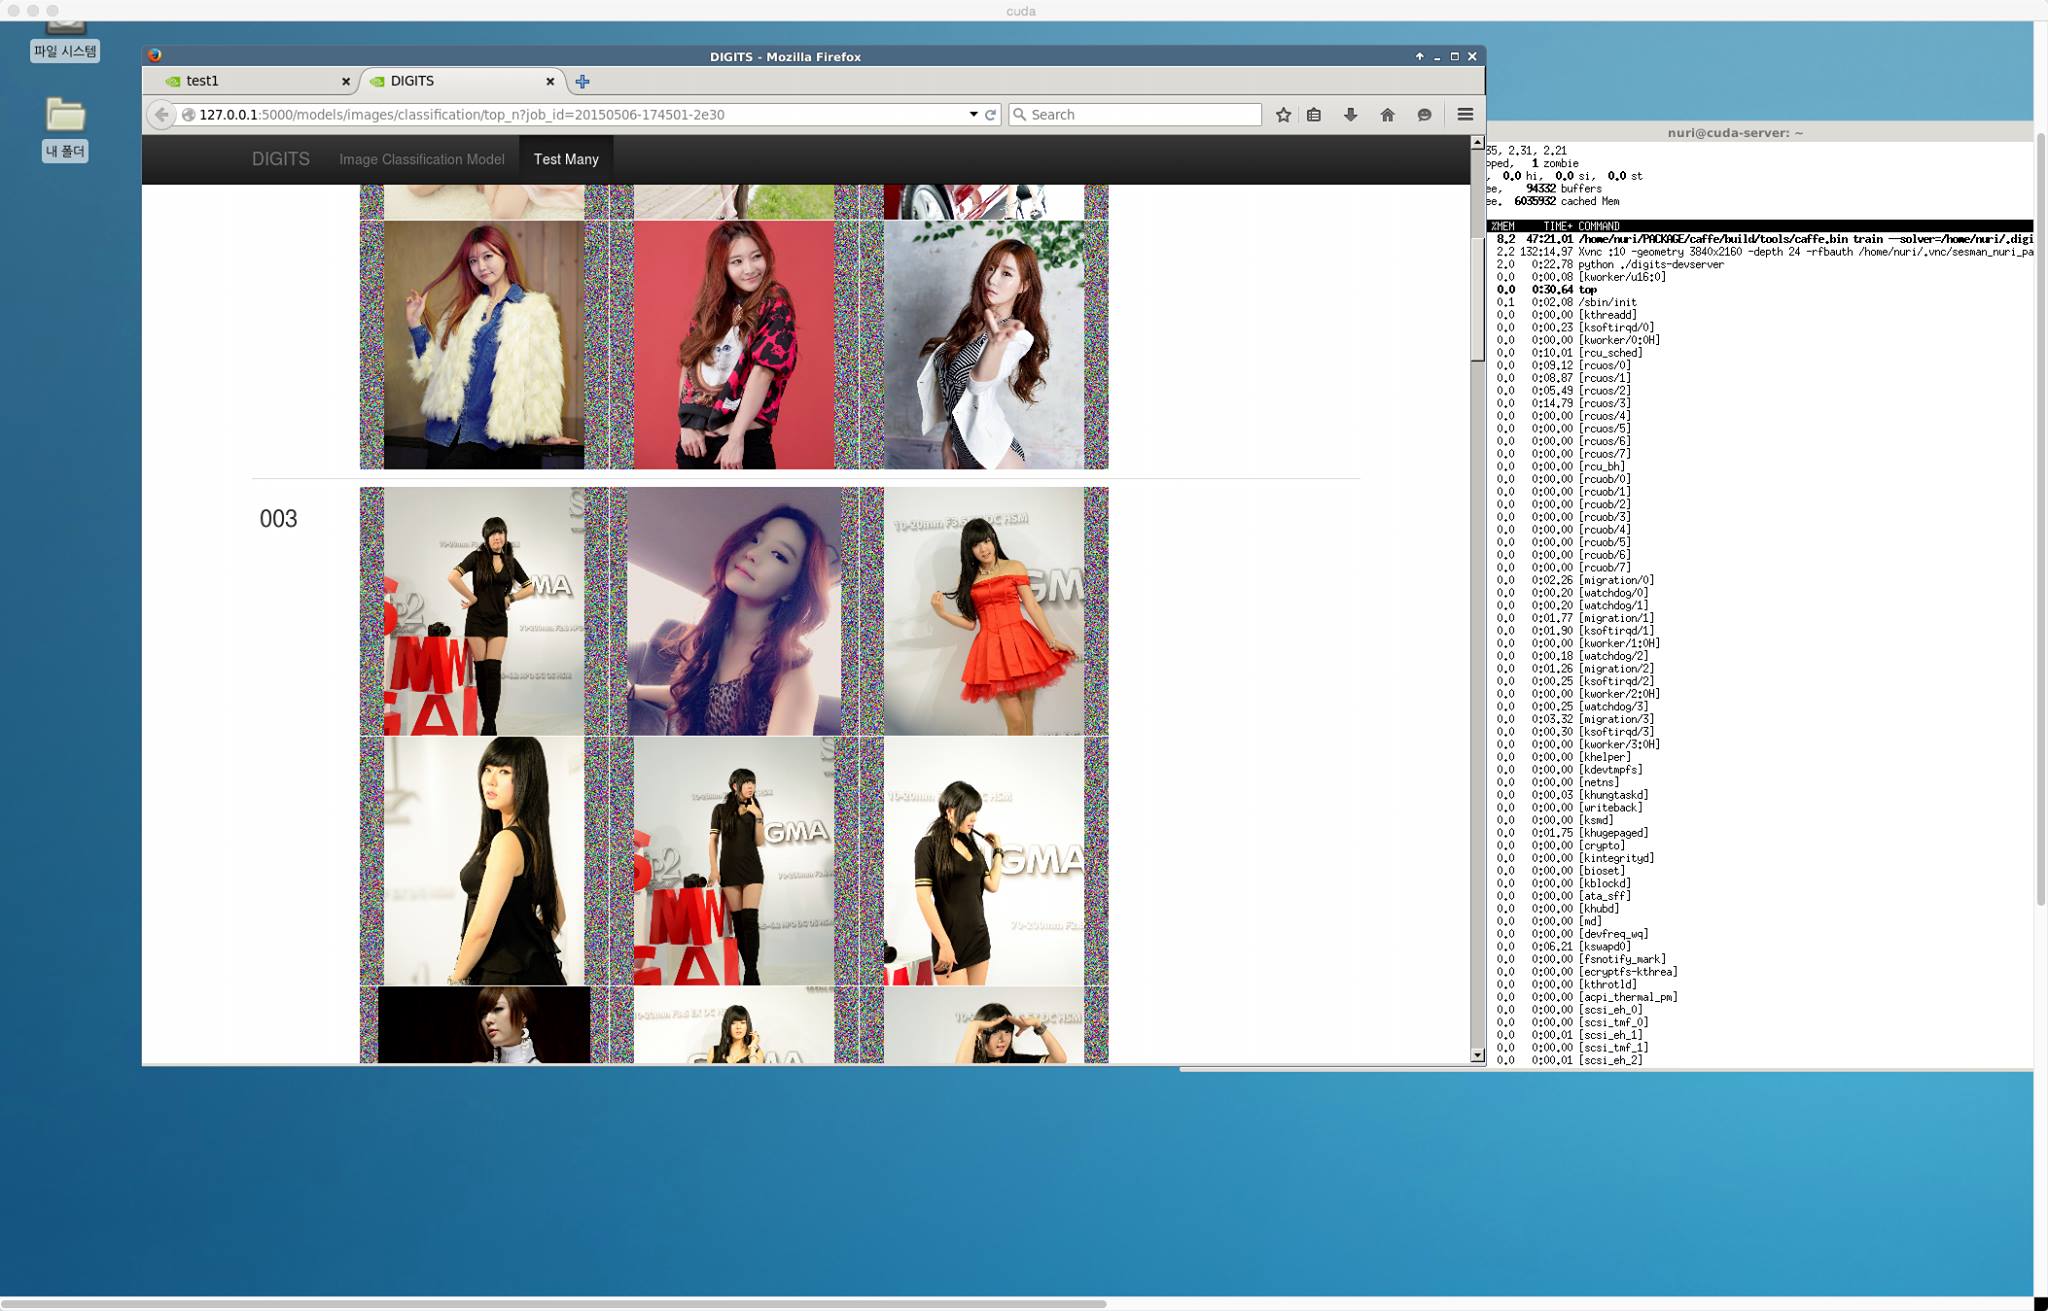 cuda
파일 시스템
내 폴더
DIGITS - Mozilla Firefox
test1
DIGITS
127.0.0.1:5000/models/images/classification/top_n?job_id=20150506-174501-2e30
Search
DIGITS Image Classification Model Test Many
003
SIGMA
10-20mm F3.5 EX DC HSM
GMA
GMA
IGMA
nuri@cuda-server: ~
35, 2.31, 2.21
pped, 1 zombie
, 0.0 hi, 0.0 si, 0.0 st
ee, 94332 buffers
ee. 6035932 cached Mem
%MEM TIME+ COMMAND
8.2 47:21.01 /home/nuri/PACKAGE/caffe/build/tools/caffe.bin train --solver=/home/nuri/.digi
2.2 132:14.97 Xvnc :10 -geometry 3840x2160 -depth 24 -rfbauth /home/nuri/.vnc/sesman_nuri_pa
2.0 0:22.78 python ./digits-devserver
0.0 0:00.08 [kworker/u16:0]
0.0 0:30.64 top
0.1 0:02.08 /sbin/init
0.0 0:00.00 [kthreadd]
0.0 0:00.23 [ksoftirqd/0]
0.0 0:00.00 [kworker/0:0H]
0.0 0:10.01 [rcu_sched]
0.0 0:09.12 [rcuos/0]
0.0 0:08.87 [rcuos/1]
0.0 0:05.49 [rcuos/2]
0.0 0:14.79 [rcuos/3]
0.0 0:00.00 [rcuos/4]
0.0 0:00.00 [rcuos/5]
0.0 0:00.00 [rcuos/6]
0.0 0:00.00 [rcuos/7]
0.0 0:00.00 [rcu_bh]
0.0 0:00.00 [rcuob/0]
0.0 0:00.00 [rcuob/1]
0.0 0:00.00 [rcuob/2]
0.0 0:00.00 [rcuob/3]
0.0 0:00.00 [rcuob/4]
0.0 0:00.00 [rcuob/5]
0.0 0:00.00 [rcuob/6]
0.0 0:00.00 [rcuob/7]
0.0 0:02.26 [migration/0]
0.0 0:00.20 [watchdog/0]
0.0 0:00.20 [watchdog/1]
0.0 0:01.77 [migration/1]
0.0 0:01.90 [ksoftirqd/1]
0.0 0:00.00 [kworker/1:0H]
0.0 0:00.18 [watchdog/2]
0.0 0:01.26 [migration/2]
0.0 0:00.25 [ksoftirqd/2]
0.0 0:00.00 [kworker/2:0H]
0.0 0:00.25 [watchdog/3]
0.0 0:03.32 [migration/3]
0.0 0:00.30 [ksoftirqd/3]
0.0 0:00.00 [kworker/3:0H]
0.0 0:00.00 [khelper]
0.0 0:00.00 [kdevtmpfs]
0.0 0:00.00 [netns]
0.0 0:00.03 [khungtaskd]
0.0 0:00.00 [writeback]
0.0 0:00.00 [ksmd]
0.0 0:01.75 [khugepaged]
0.0 0:00.00 [crypto]
0.0 0:00.00 [kintegrityd]
0.0 0:00.00 [bioset]
0.0 0:00.00 [kblockd]
0.0 0:00.00 [ata_sff]
0.0 0:00.00 [khubd]
0.0 0:00.00 [md]
0.0 0:00.00 [devfreq_wq]
0.0 0:06.21 [kswapd0]
0.0 0:00.00 [fsnotify_mark]
0.0 0:00.00 [ecryptfs-kthrea]
0.0 0:00.00 [kthrotld]
0.0 0:00.00 [acpi_thermal_pm]
0.0 0:00.00 [scsi_eh_0]
0.0 0:00.00 [scsi_tmf_0]
0.0 0:00.01 [scsi_eh_1]
0.0 0:00.00 [scsi_tmf_1]
0.0 0:00.01 [scsi_eh_2]